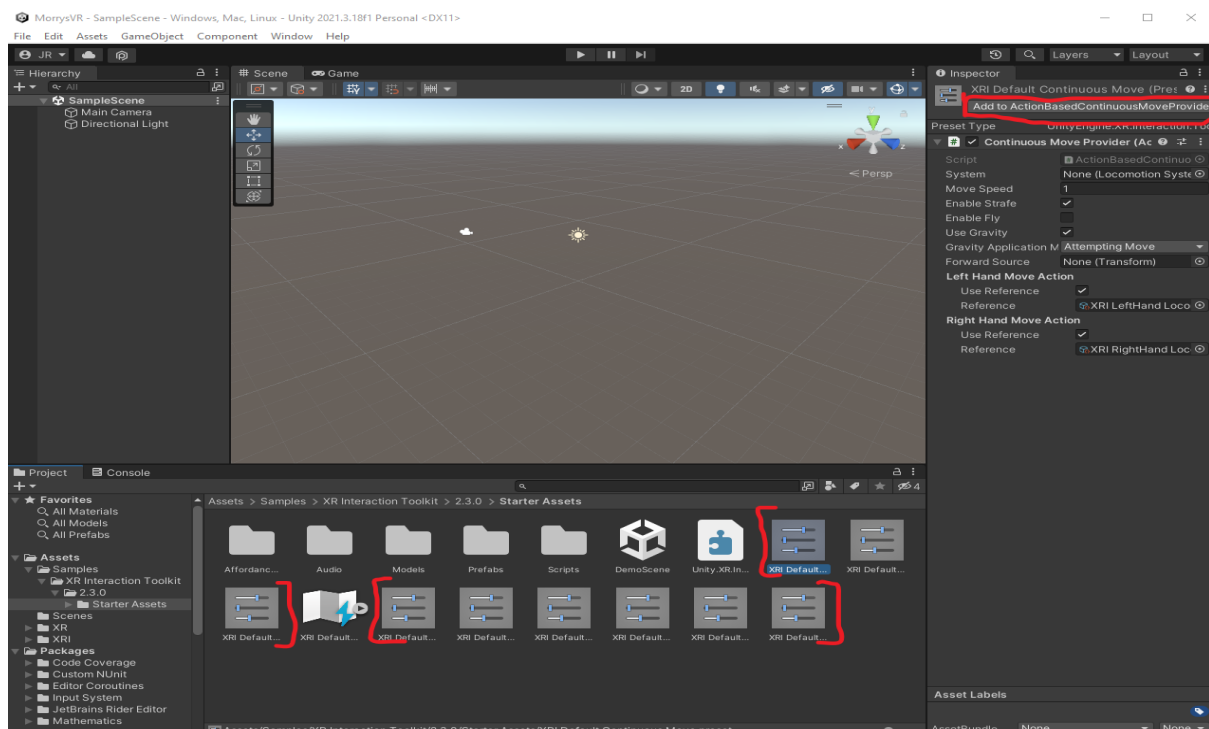 MorrysVR - SampleScene - Windows, Mac, Linux - Unity 2021.3.18f1 Personal <DX11>
File Edit Assets GameObject Component Window Help
JR Layers Layout
Hierarchy
All
SampleScene
Main Camera
Directional Light
Scene Game
2D
x z
Persp
Inspector
XRI Default Continuous Move (Pres
Add to ActionBasedContinuousMoveProvide
Preset Type UnityEngine.XR.Interaction.Too
# Continuous Move Provider (Ac
Script ActionBasedContinuo
System None (Locomotion Syste
Move Speed 1
Enable Strafe
Enable Fly
Use Gravity
Gravity Application M Attempting Move
Forward Source None (Transform)
Left Hand Move Action
Use Reference
Reference XRI LeftHand Loco
Right Hand Move Action
Use Reference
Reference XRI RightHand Loc
Project Console
4
Favorites
All Materials
All Models
All Prefabs
Assets
Samples
XR Interaction Toolkit
2.3.0
Starter Assets
Scenes
XR
XRI
Packages
Code Coverage
Custom NUnit
Editor Coroutines
Input System
JetBrains Rider Editor
Mathematics
Assets > Samples > XR Interaction Toolkit > 2.3.0 > Starter Assets
Affordanc... Audio Models Prefabs Scripts DemoScene Unity.XR.In... XRI Default... XRI Default...
XRI Default... XRI Default... XRI Default... XRI Default... XRI Default... XRI Default... XRI Default... XRI Default...
Asset Labels
AssetBundle None None